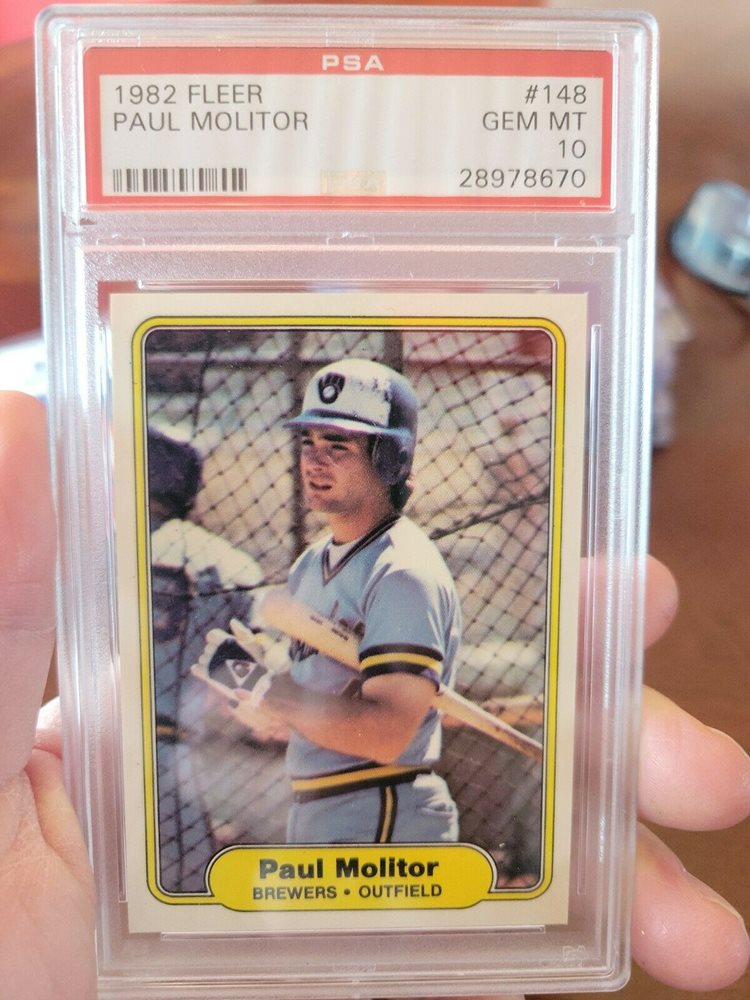 PSA
1982 FLEER #148
PAUL MOLITOR GEM MT
10
28978670
Paul Molitor
BREWERS • OUTFIELD